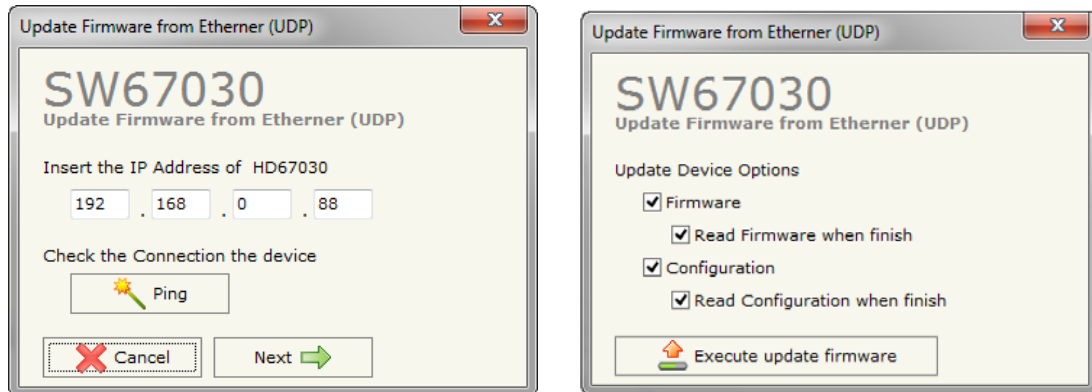 Update Firmware from Etherner (UDP)
SW67030
Update Firmware from Etherner (UDP)
Insert the IP Address of HD67030
192 . 168 . 0 . 88
Check the Connection the device
Ping
Cancel Next
Update Firmware from Etherner (UDP)
SW67030
Update Firmware from Etherner (UDP)
Update Device Options
Firmware
Read Firmware when finish
Configuration
Read Configuration when finish
Execute update firmware